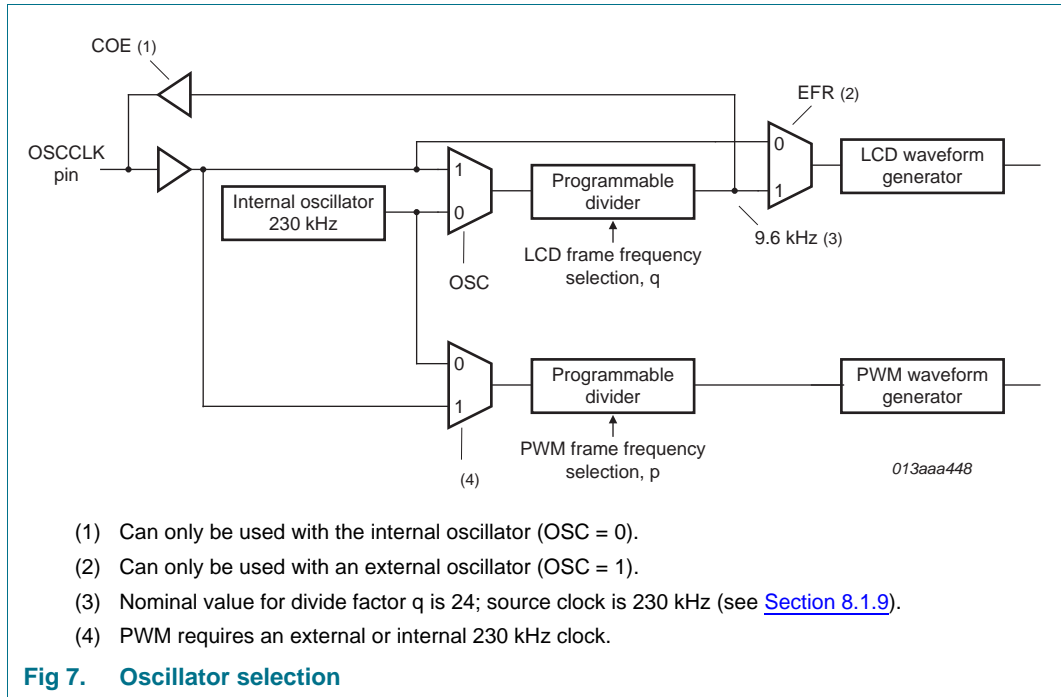 COE (1)
EFR (2)
OSCCLK
pin
0
1
LCD waveform
generator
1
0
Internal oscillator
230 kHz
Programmable
divider
9.6 kHz (3)
LCD frame frequency
selection, q
OSC
0
1
Programmable
divider
PWM waveform
generator
PWM frame frequency
selection, p
(4)
013aaa448
(1) Can only be used with the internal oscillator (OSC = 0).
(2) Can only be used with an external oscillator (OSC = 1).
(3) Nominal value for divide factor q is 24; source clock is 230 kHz (see Section 8.1.9).
(4) PWM requires an external or internal 230 kHz clock.
Fig 7. Oscillator selection